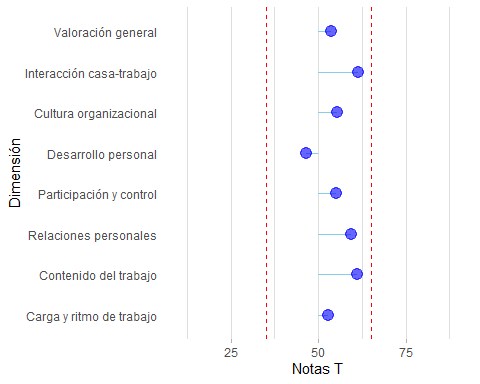 Valoración general
Interacción casa-trabajo
Cultura organizacional
Desarrollo personal
Participación y control
Relaciones personales
Contenido del trabajo
Carga y ritmo de trabajo
Dimensión
25 50 75
Notas T